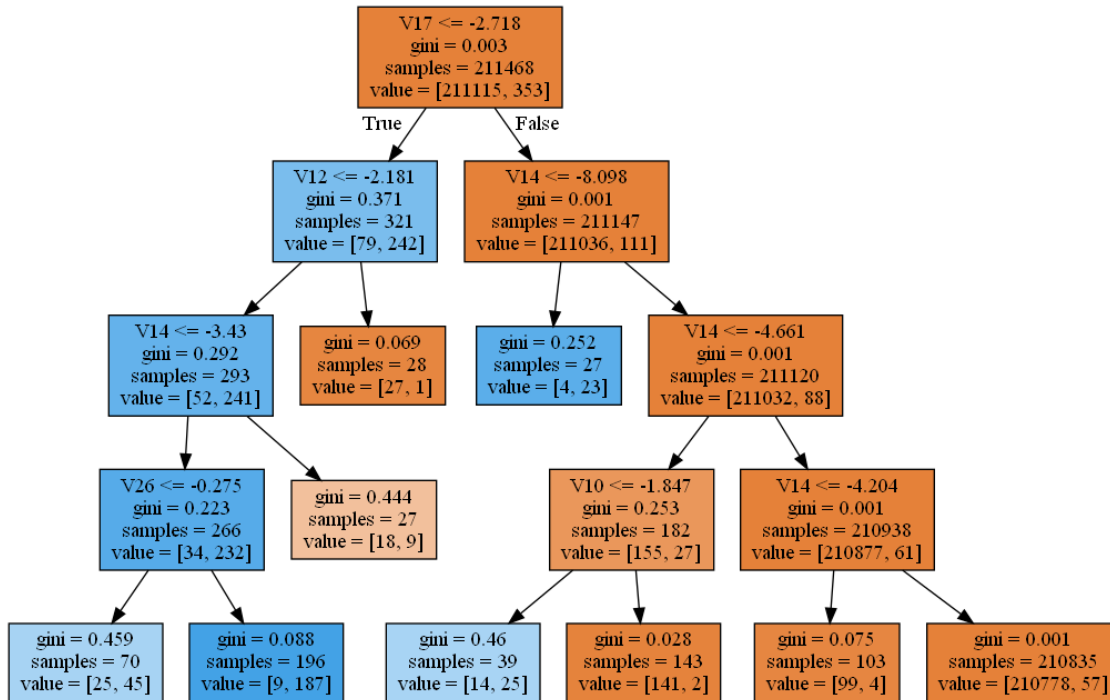 V17 <= -2.718
gini = 0.003
samples = 211468
value = [211115, 353]
True
False
V12 <= -2.181
gini = 0.371
samples = 321
value = [79, 242]
V14 <= -8.098
gini = 0.001
samples = 211147
value = [211036, 111]
V14 <= -3.43
gini = 0.292
samples = 293
value = [52, 241]
gini = 0.069
samples = 28
value = [27, 1]
gini = 0.252
samples = 27
value = [4, 23]
V14 <= -4.661
gini = 0.001
samples = 211120
value = [211032, 88]
V26 <= -0.275
gini = 0.223
samples = 266
value = [34, 232]
gini = 0.444
samples = 27
value = [18, 9]
V10 <= -1.847
gini = 0.253
samples = 182
value = [155, 27]
V14 <= -4.204
gini = 0.001
samples = 210938
value = [210877, 61]
gini = 0.459
samples = 70
value = [25, 45]
gini = 0.088
samples = 196
value = [9, 187]
gini = 0.46
samples = 39
value = [14, 25]
gini = 0.028
samples = 143
value = [141, 2]
gini = 0.075
samples = 103
value = [99, 4]
gini = 0.001
samples = 210835
value = [210778, 57]